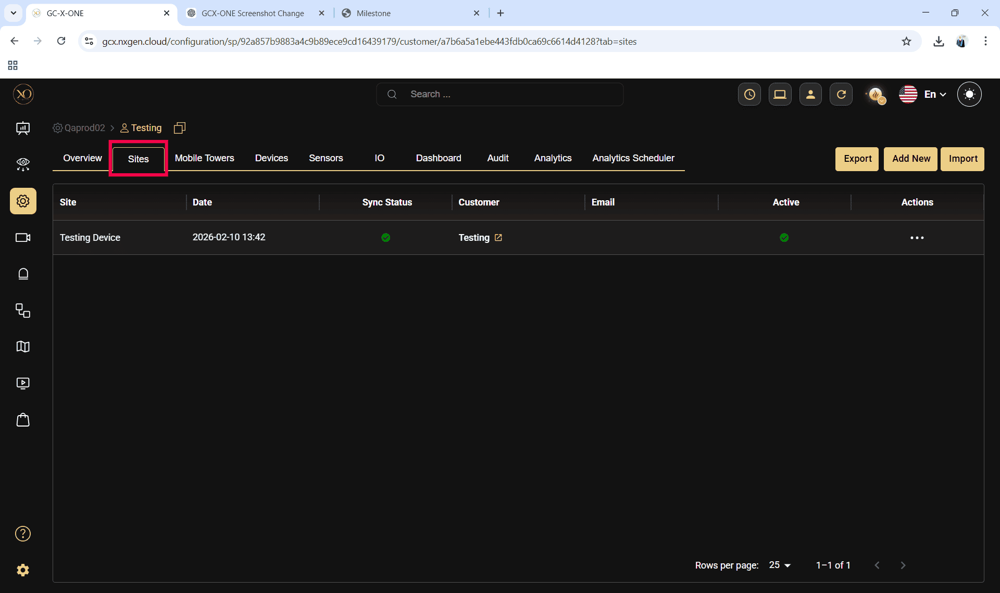 GC-X-ONE
GCX-ONE Screenshot Change
Milestone
gcx.nxgen.cloud/configuration/sp/92a857b9883a4c9b89ece9cd16439179/customer/a7b6a5a1ebe443fdb0ca69c6614d4128?tab=sites
XO
Search ...
En
Qaprod02 > Testing
Overview
Sites
Mobile Towers
Devices
Sensors
IO
Dashboard
Audit
Analytics
Analytics Scheduler
Export
Add New
Import
Site
Date
Sync Status
Customer
Email
Active
Actions
Testing Device
2026-02-10 13:42
Testing
Rows per page: 25
1–1 of 1